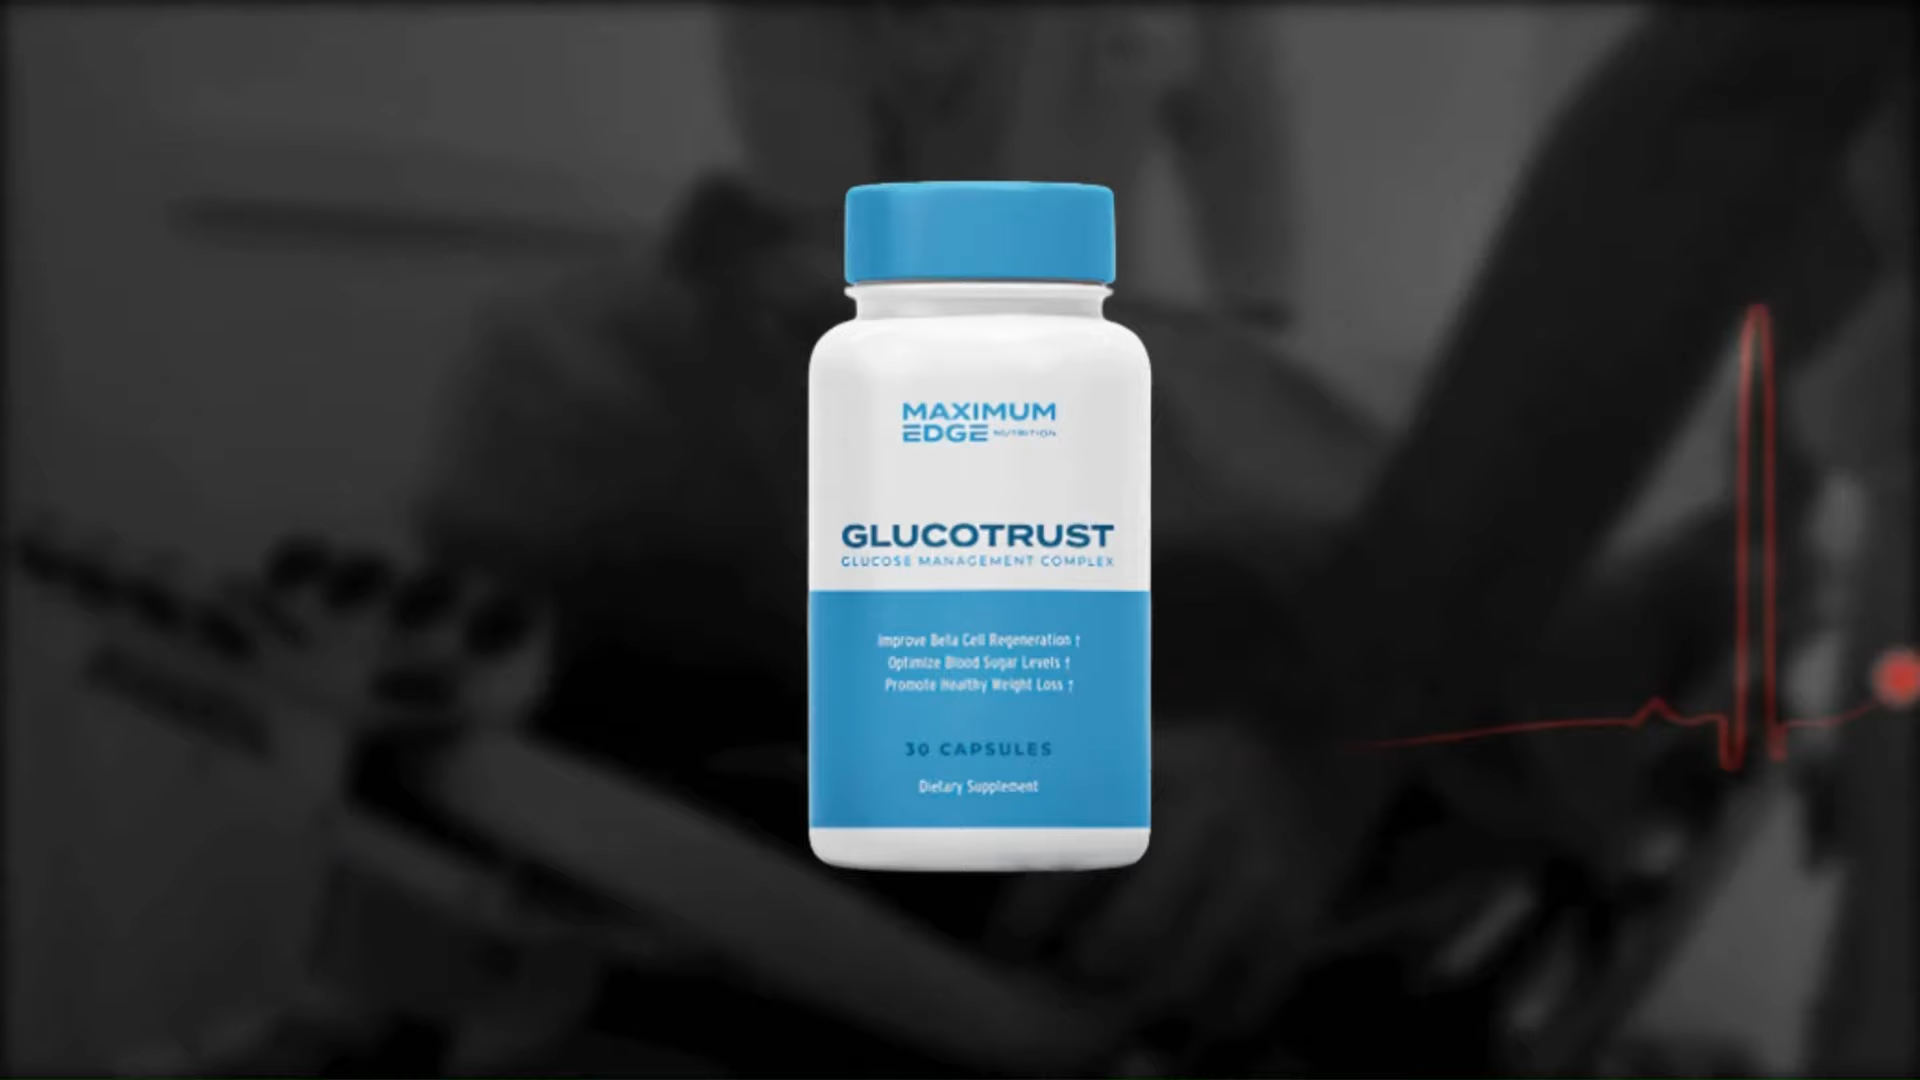 MAXIMUM
EDGE NUTRITION
GLUCOTRUST
GLUCOSE MANAGEMENT COMPLEX
Improve Beta Cell Regeneration †
Optimize Blood Sugar Levels †
Promote Healthy Weight Loss †
30 CAPSULES
Dietary Supplement